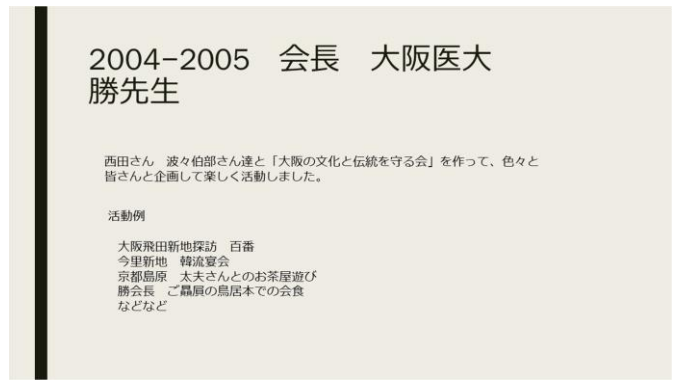 2004−2005　会長　大阪医大
勝先生
西田さん　波々伯部さん達と「大阪の文化と伝統を守る会」を作って、色々と
皆さんと企画して楽しく活動しました。
活動例
大阪飛田新地探訪　百番
今里新地　韓流宴会
京都島原　太夫さんとのお茶屋遊び
勝会長　ご贔屓の鳥居本での会食
などなど